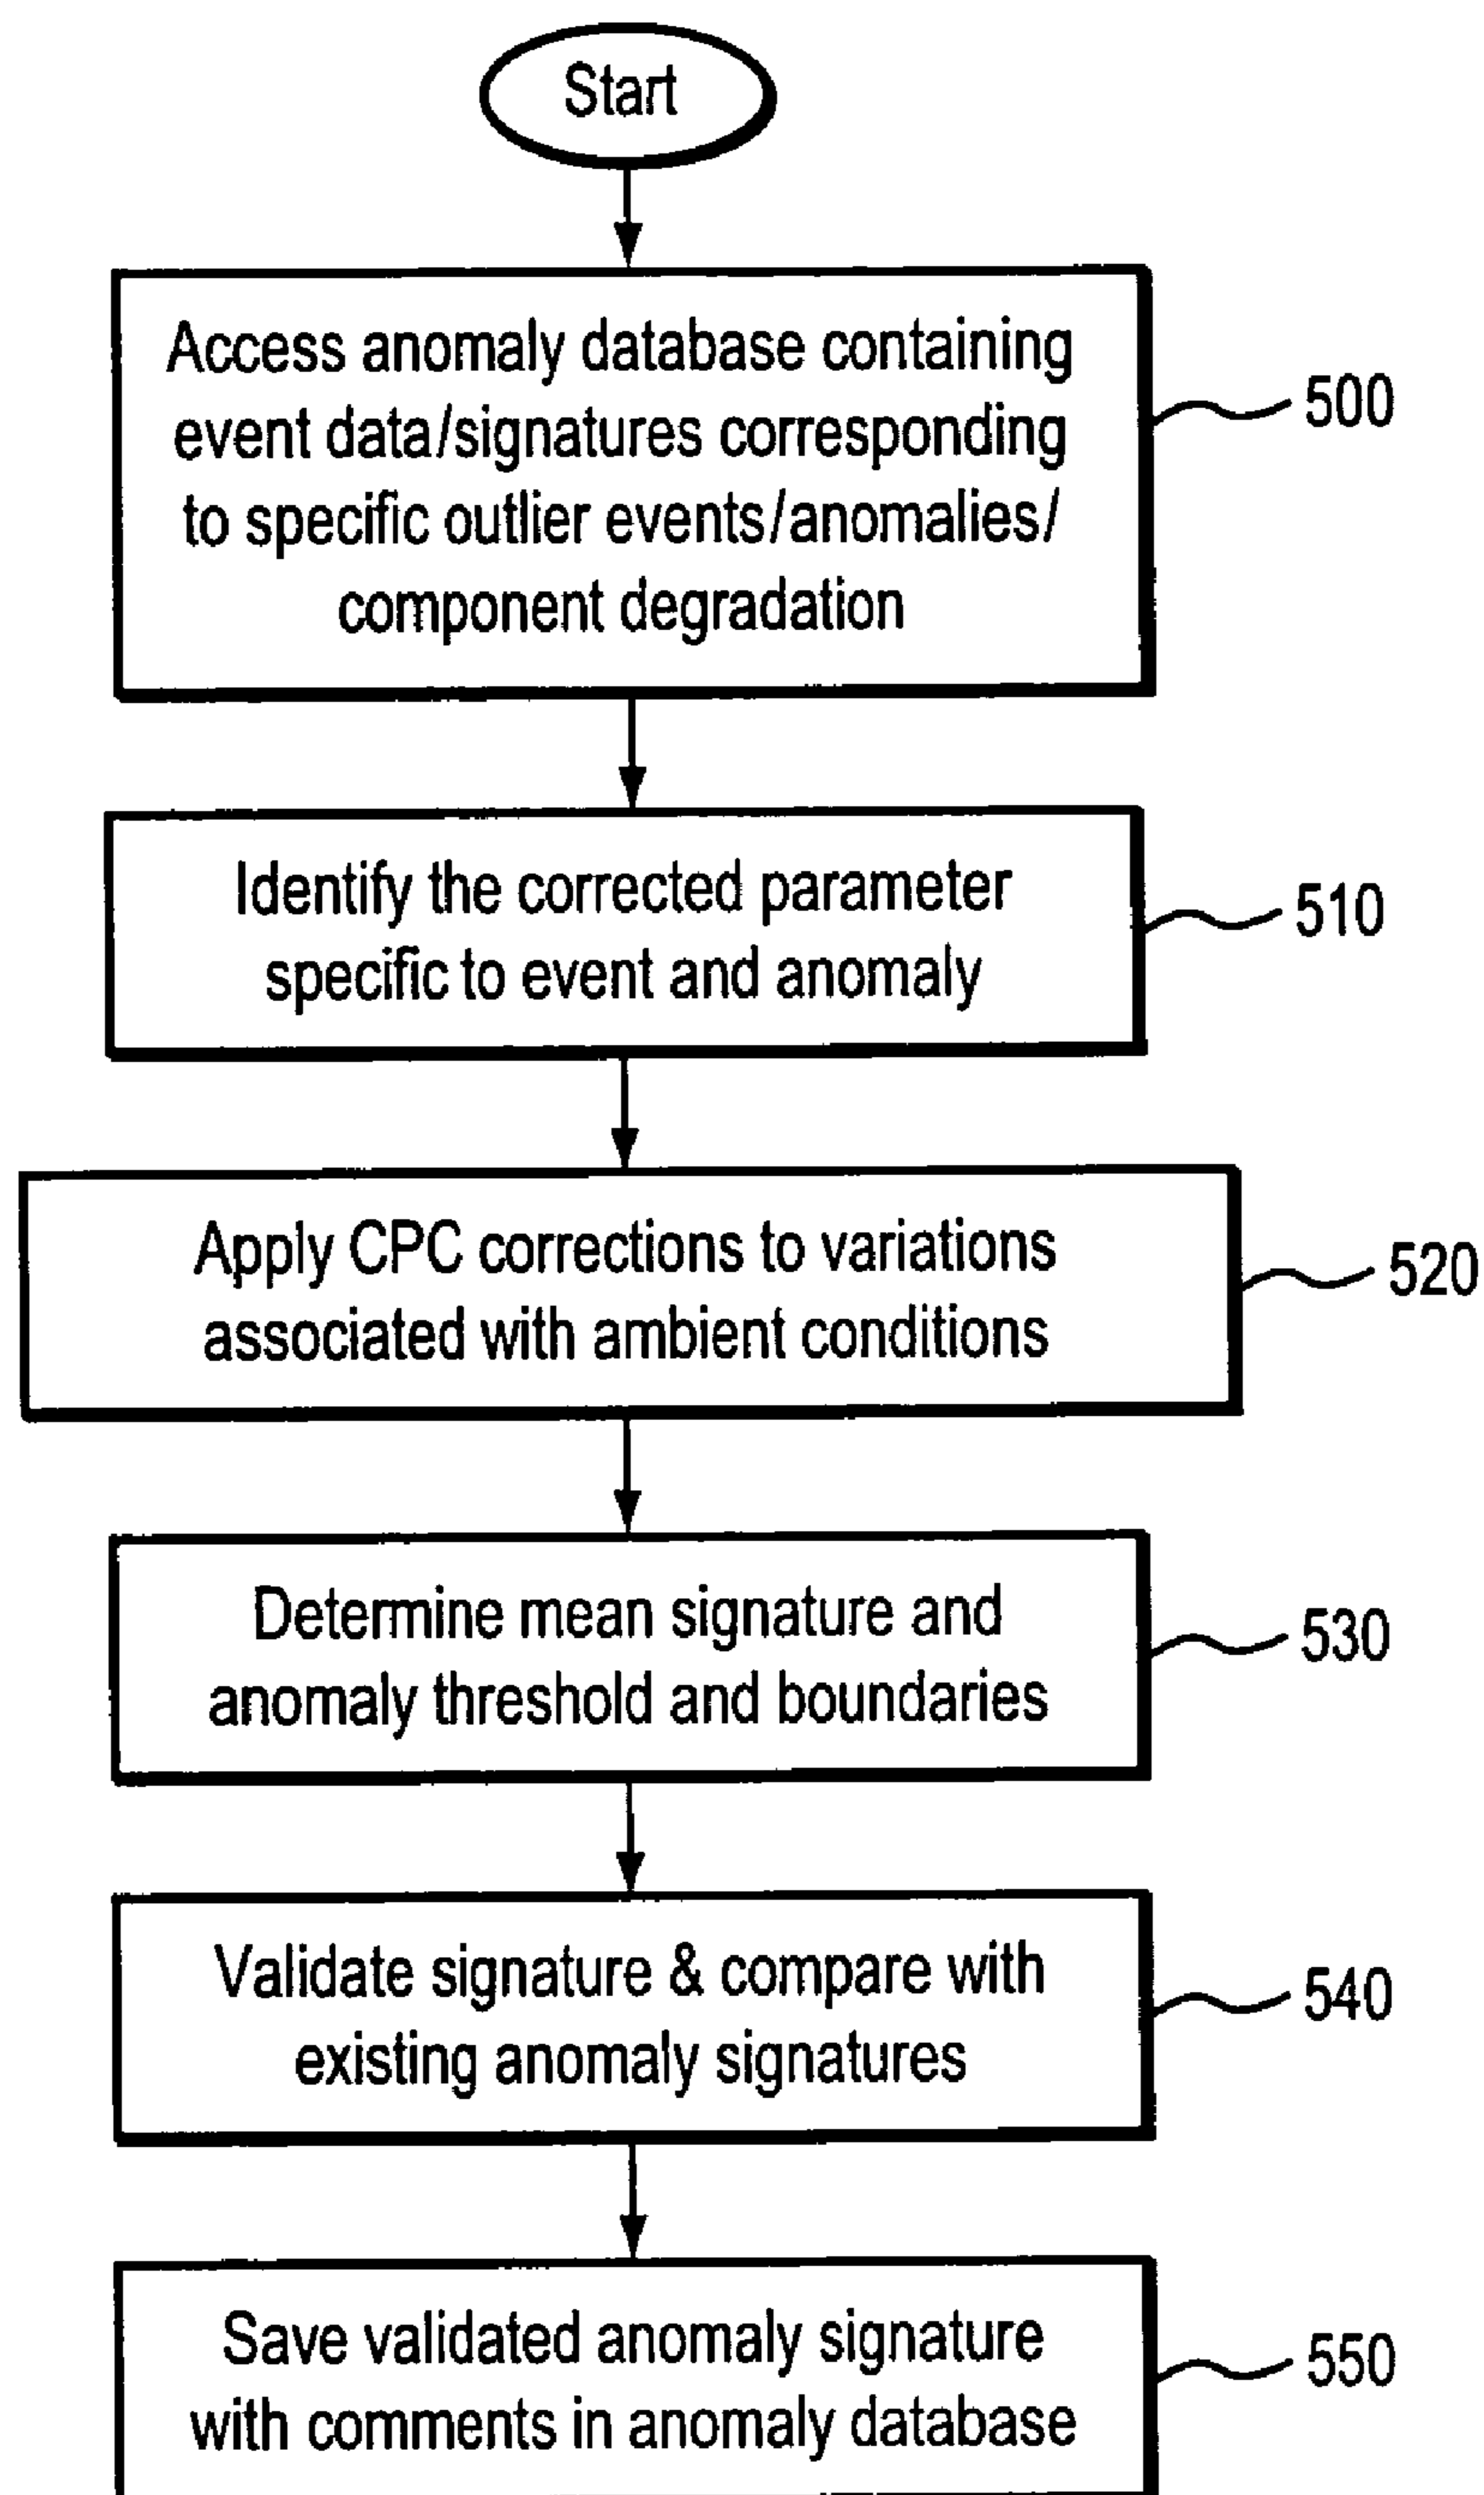 Start
Access anomaly database containing
event data/signatures corresponding
to specific outlier events/anomalies/
component degradation
500
Identify the corrected parameter
specific to event and anomaly
510
Apply CPC corrections to variations
associated with ambient conditions
520
Determine mean signature and
anomaly threshold and boundaries
530
Validate signature & compare with
existing anomaly signatures
540
Save validated anomaly signature
with comments in anomaly database
550